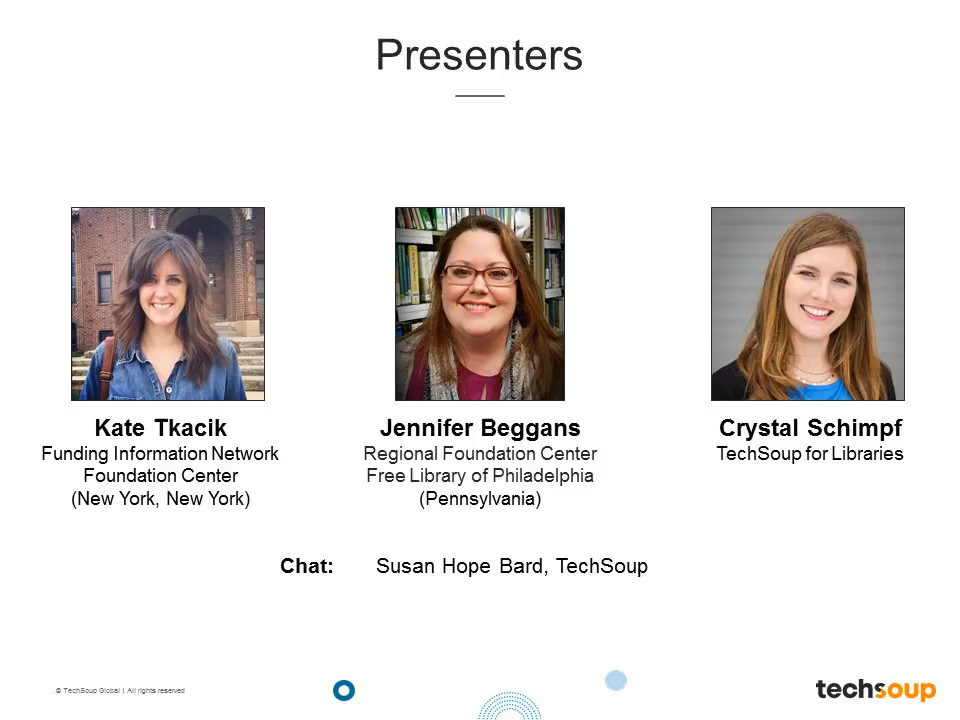 Presenters
Kate Tkacik
Funding Information Network
Foundation Center
(New York, New York)
Jennifer Beggans
Regional Foundation Center
Free Library of Philadelphia
(Pennsylvania)
Crystal Schimpf
TechSoup for Libraries
Chat: Susan Hope Bard, TechSoup
. © TechSoup Global | All rights reserved
techsoup